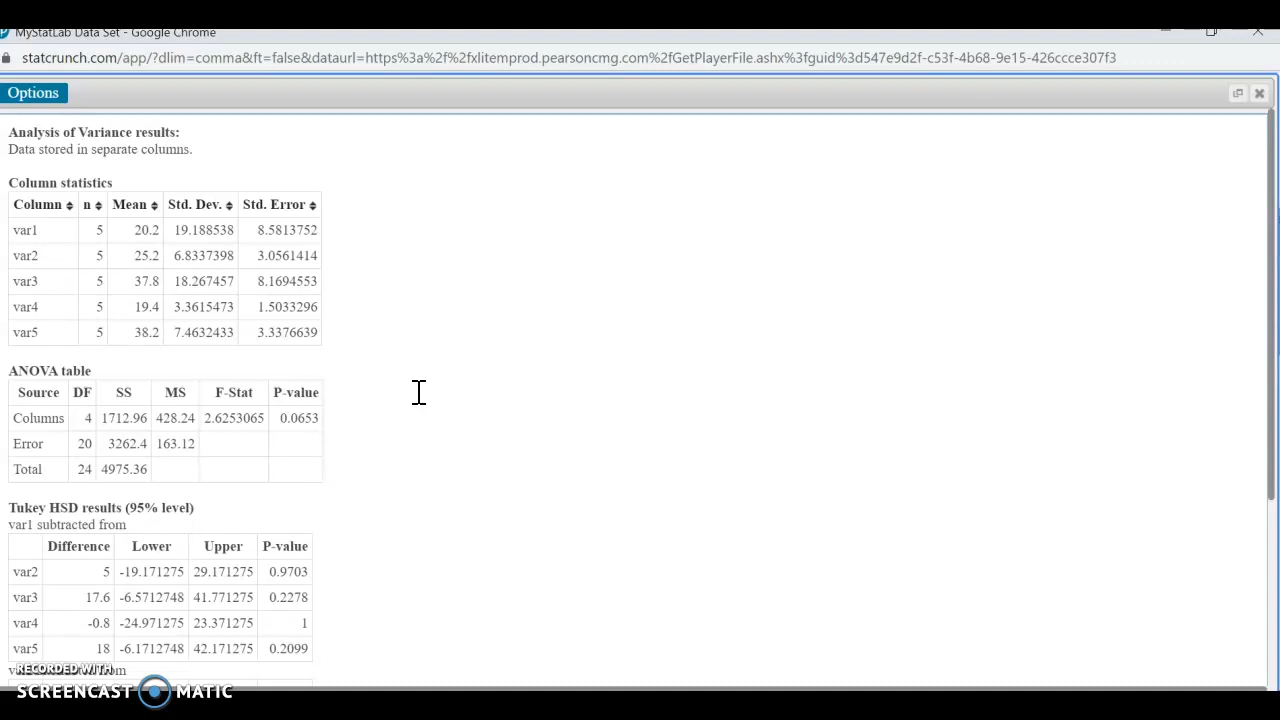 MyStatLab Data Set - Google Chrome
statcrunch.com/app/?dlim=comma&ft=false&dataurl=https%3a%2f%2fxlitemprod.pearsoncmg.com%2fGetPlayerFile.ashx%3fguid%3d547e9d2f-c53f-4b68-9e15-426ccce307f3
Options
Analysis of Variance results:
Data stored in separate columns.
Column statistics
Column n Mean Std. Dev. Std. Error
var1 5 20.2 19.188538 8.5813752
var2 5 25.2 6.8337398 3.0561414
var3 5 37.8 18.267457 8.1694553
var4 5 19.4 3.3615473 1.5033296
var5 5 38.2 7.4632433 3.3376639
ANOVA table
Source DF SS MS F-Stat P-value
Columns 4 1712.96 428.24 2.6253065 0.0653
Error 20 3262.4 163.12
Total 24 4975.36
Tukey HSD results (95% level)
var1 subtracted from
Difference Lower Upper P-value
var2 5 -19.171275 29.171275 0.9703
var3 17.6 -6.5712748 41.771275 0.2278
var4 -0.8 -24.971275 23.371275 1
var5 18 -6.1712748 42.171275 0.2099
RECORDED WITH
SCREENCAST MATIC